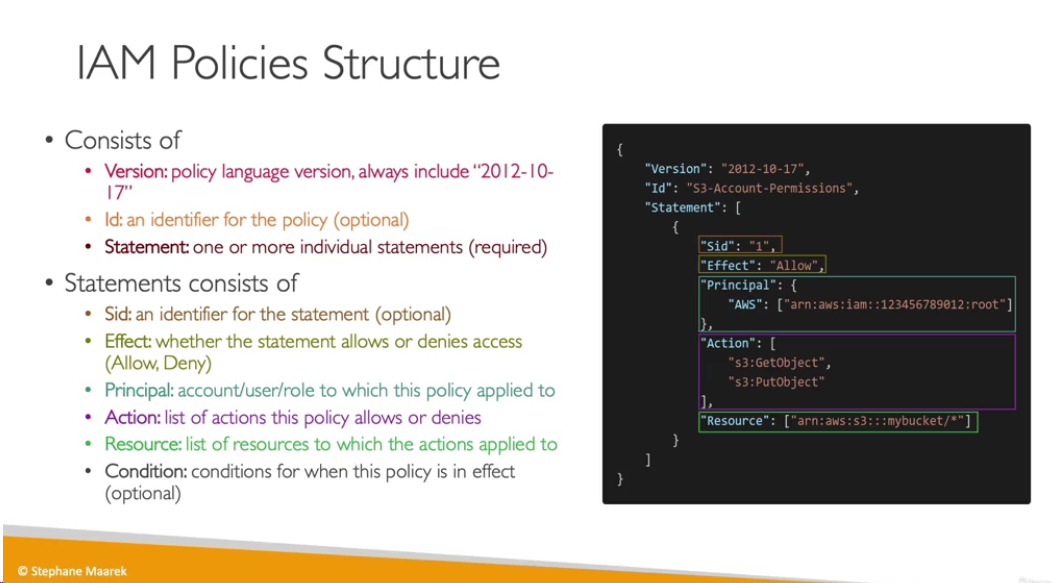 IAM Policies Structure
• Consists of
• Version: policy language version, always include “2012-10-
17”
• Id: an identifier for the policy (optional)
• Statement: one or more individual statements (required)
• Statements consists of
• Sid: an identifier for the statement (optional)
• Effect: whether the statement allows or denies access
(Allow, Deny)
• Principal: account/user/role to which this policy applied to
• Action: list of actions this policy allows or denies
• Resource: list of resources to which the actions applied to
• Condition: conditions for when this policy is in effect
(optional)
{
"Version": "2012-10-17",
"Id": "S3-Account-Permissions",
"Statement": [
{
"Sid": "1",
"Effect": "Allow",
"Principal": {
"AWS": ["arn:aws:iam::123456789012:root"]
},
"Action": [
"s3:GetObject",
"s3:PutObject"
],
"Resource": ["arn:aws:s3:::mybucket/*"]
}
]
}
© Stephane Maarek